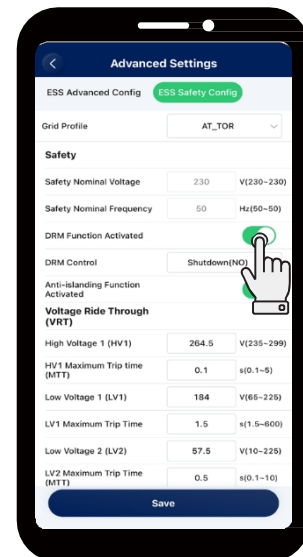 Advanced Settings
ESS Advanced Config ESS Safety Config
Grid Profile AT_TOR
Safety
Safety Nominal Voltage 230 V(230~230)
Safety Nominal Frequency 50 Hz(50~50)
DRM Function Activated
DRM Control Shutdown(NO)
Anti-islanding Function
Activated
Voltage Ride Through
(VRT)
High Voltage 1 (HV1) 264.5 V(235~299)
HV1 Maximum Trip time
(MTT) 0.1 s(0.1~5)
Low Voltage 1 (LV1) 184 V(65~225)
LV1 Maximum Trip Time 1.5 s(1.5~600)
Low Voltage 2 (LV2) 57.5 V(10~225)
LV2 Maximum Trip Time
(MTT) 0.5 s(0.1~10)
Save